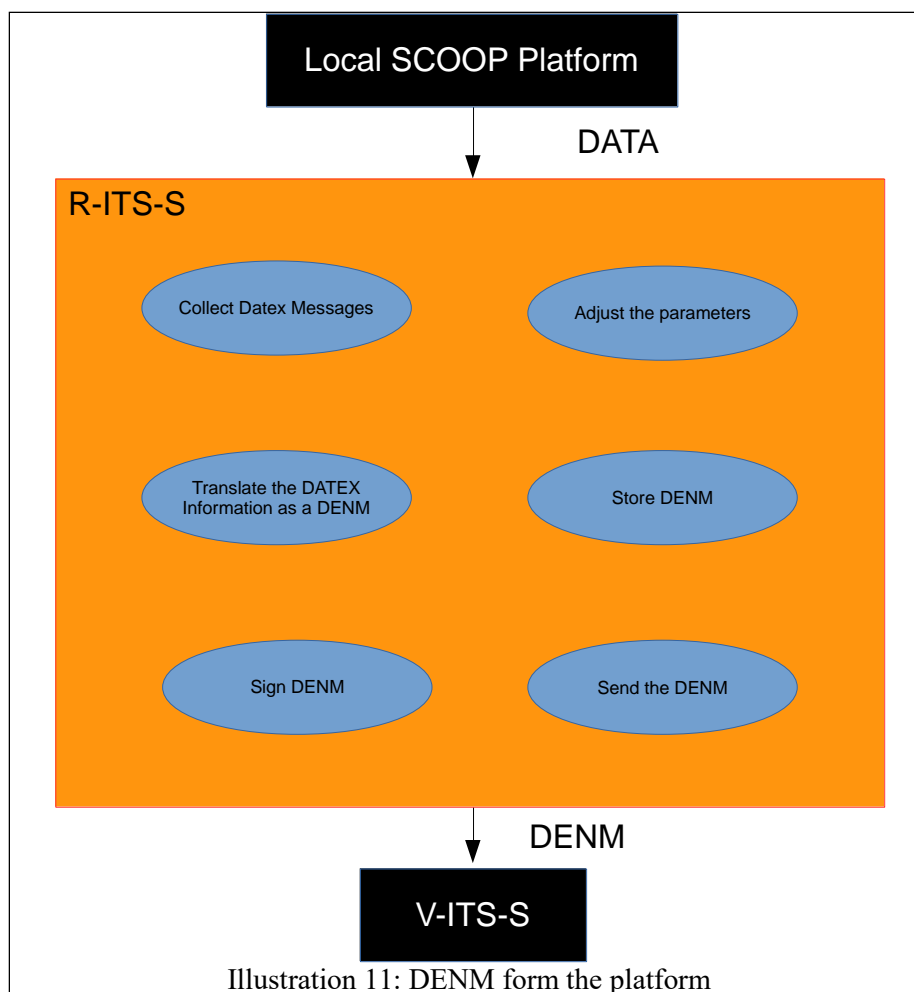 Local SCOOP Platform
DATA
R-ITS-S
Collect Datex Messages
Adjust the parameters
Translate the DATEX
Information as a DENM
Store DENM
Sign DENM
Send the DENM
DENM
V-ITS-S
Illustration 11: DENM form the platform